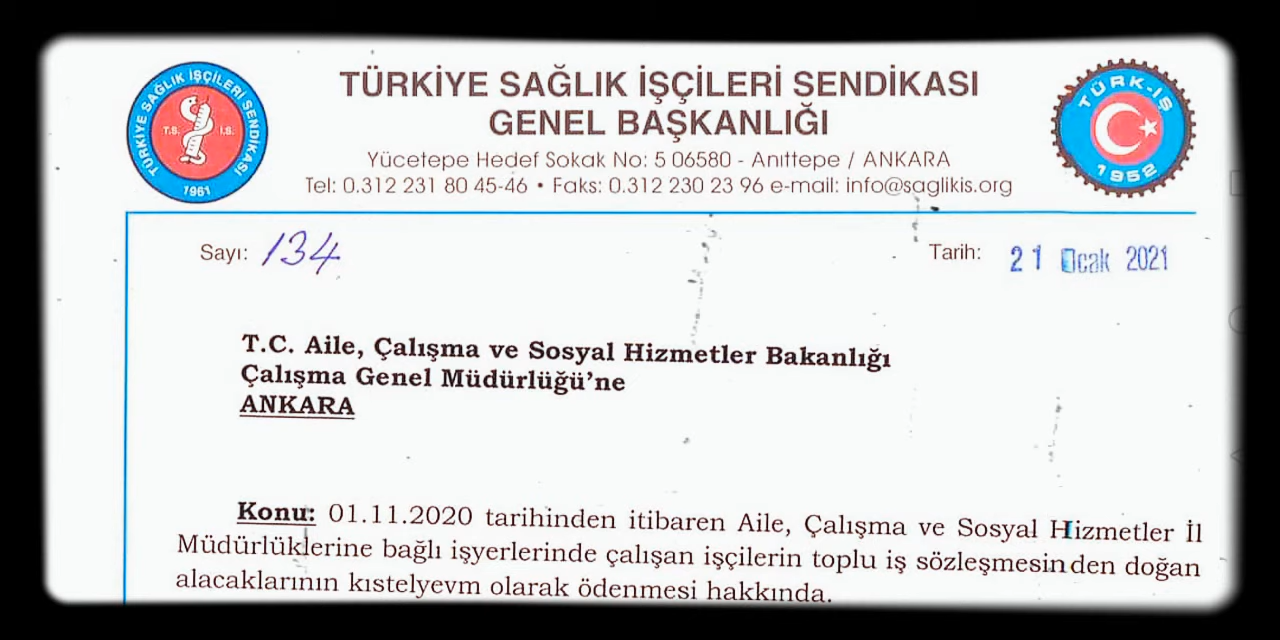 TÜRKİYE SAĞLIK İŞÇİLERİ SENDİKASI
T.S. İ.S.
1961
TÜRKİYE SAĞLIK İŞÇİLERİ SENDİKASI
GENEL BAŞKANLIĞI
Yücetepe Hedef Sokak No: 5 06580 - Anıttepe / ANKARA
Tel: 0.312 231 80 45-46 • Faks: 0.312 230 23 96 e-mail: info@saglikis.org
TÜRK-İŞ
1952
Sayı: 134
Tarih: 21 Ocak 2021
T.C. Aile, Çalışma ve Sosyal Hizmetler Bakanlığı
Çalışma Genel Müdürlüğü'ne
ANKARA
Konu: 01.11.2020 tarihinden itibaren Aile, Çalışma ve Sosyal Hizmetler İl
Müdürlüklerine bağlı işyerlerinde çalışan işçilerin toplu iş sözleşmesinden doğan
alacaklarının kıstelyevm olarak ödenmesi hakkında.